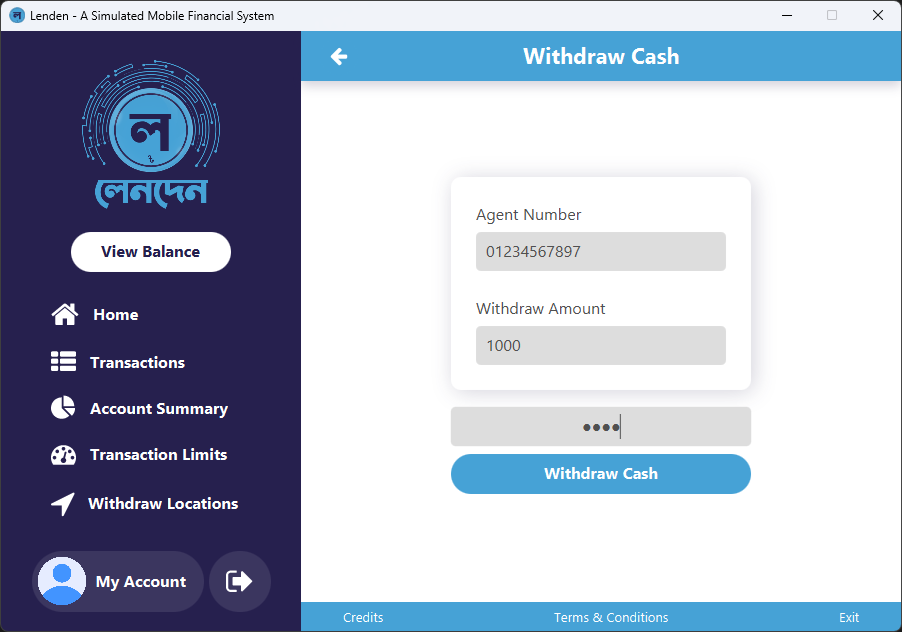 Lenden - A Simulated Mobile Financial System
ল
৳
লেনদেন
View Balance
Home
Transactions
Account Summary
Transaction Limits
Withdraw Locations
My Account
Withdraw Cash
Agent Number
01234567897
Withdraw Amount
1000
••••
Withdraw Cash
Credits
Terms & Conditions
Exit